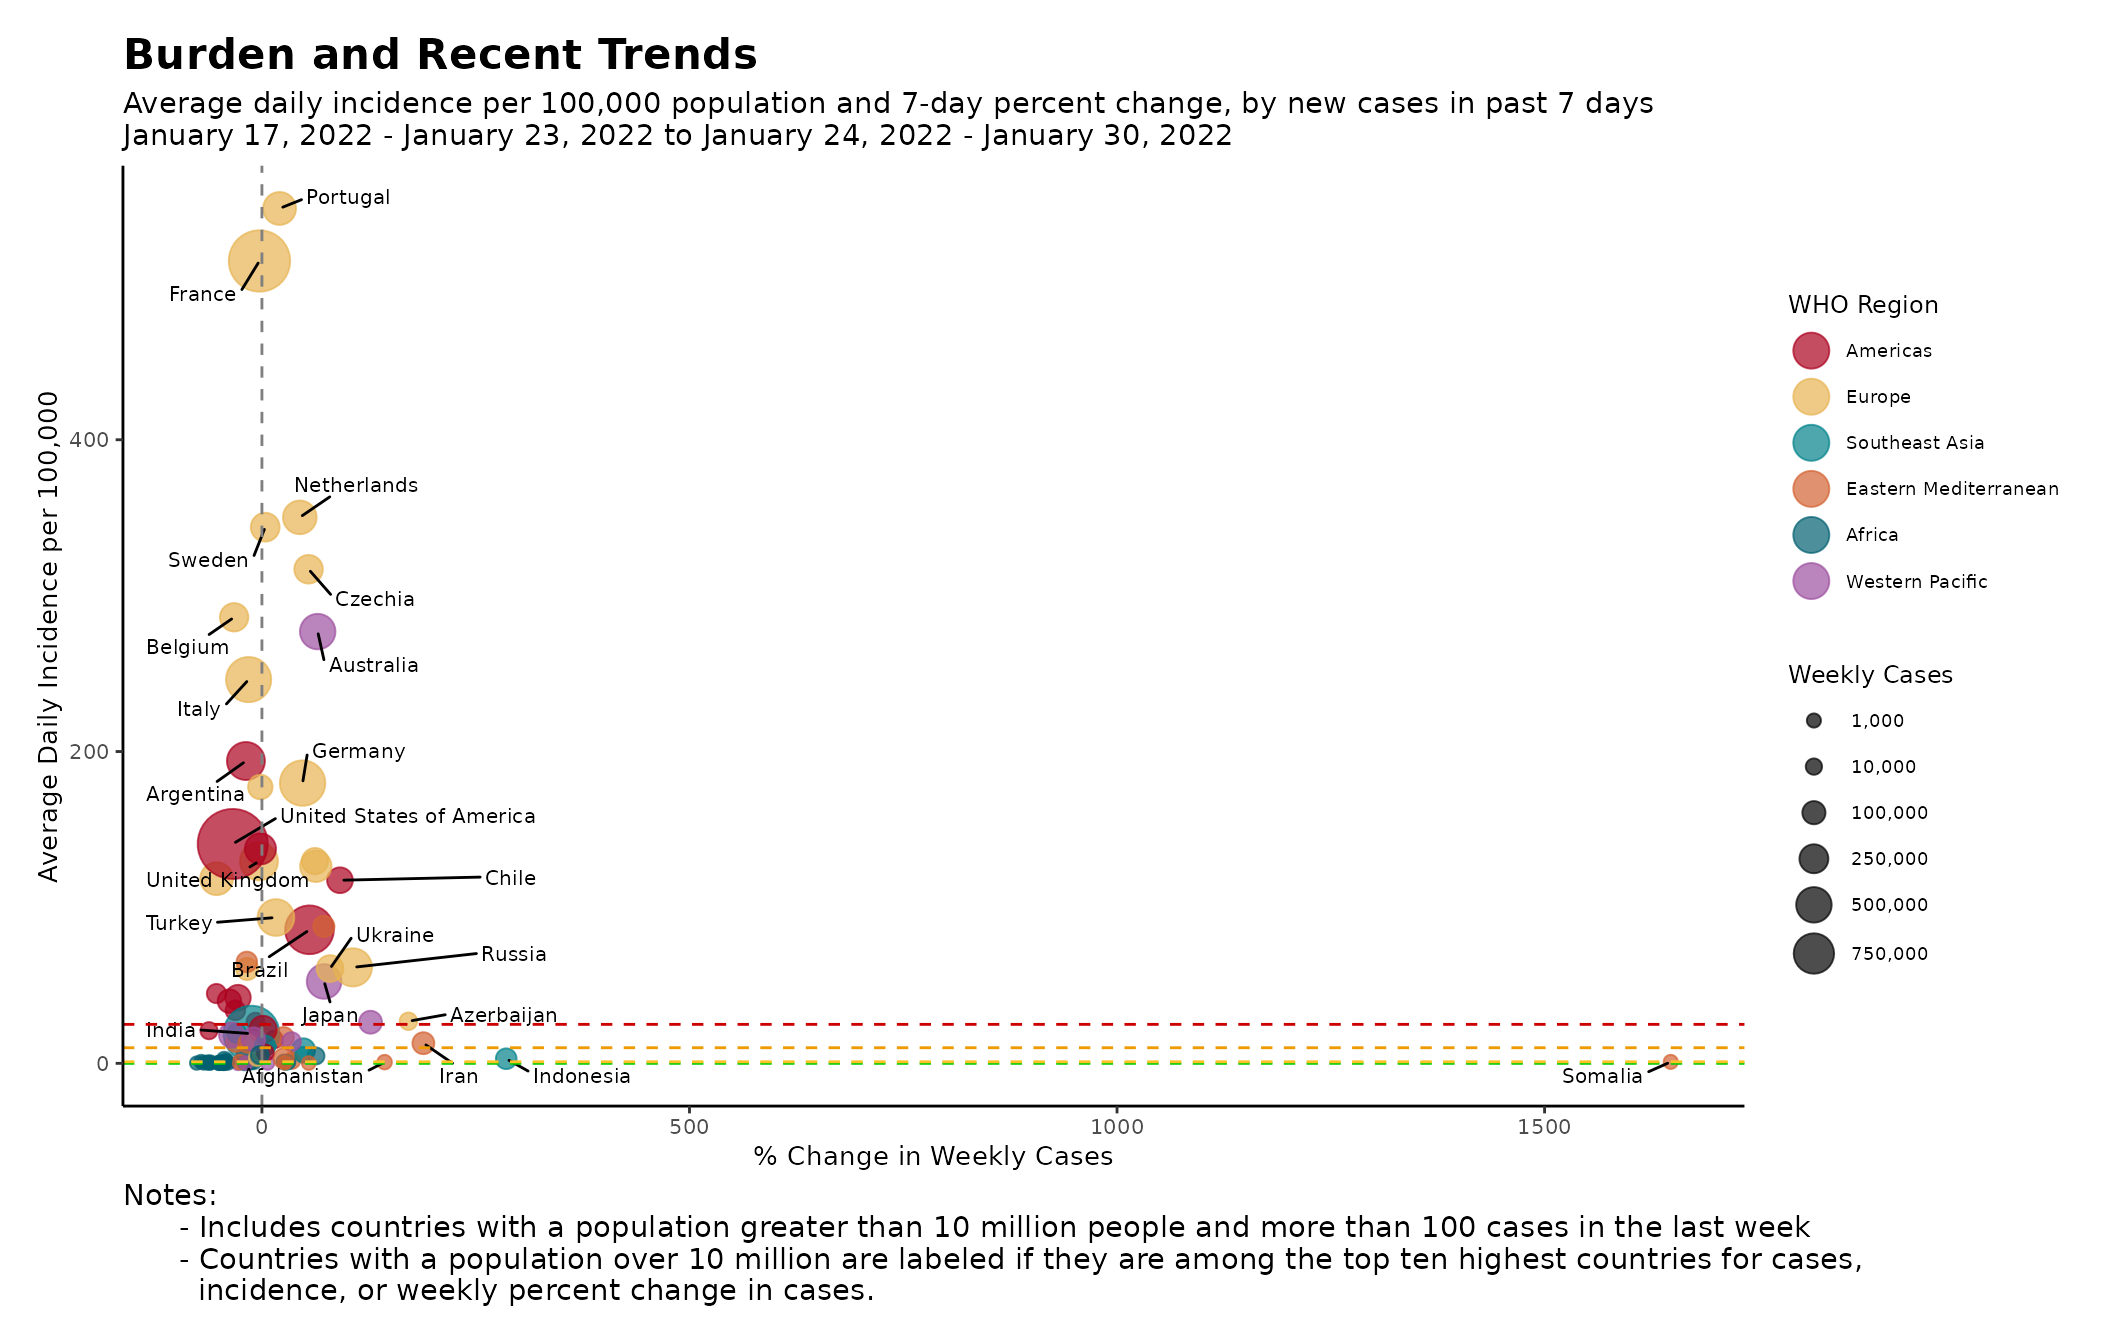 Burden and Recent Trends
Average daily incidence per 100,000 population and 7-day percent change, by new cases in past 7 days
January 17, 2022 - January 23, 2022 to January 24, 2022 - January 30, 2022
Average Daily Incidence per 100,000
400
200
0
Portugal
France
Netherlands
Sweden
Czechia
Belgium
Australia
Italy
Germany
Argentina
United States of America
United Kingdom
Chile
Turkey
Ukraine
Brazil
Russia
Japan
Azerbaijan
India
Afghanistan
Iran
Indonesia
Somalia
0
500
1000
1500
% Change in Weekly Cases
WHO Region
Americas
Europe
Southeast Asia
Eastern Mediterranean
Africa
Western Pacific
Weekly Cases
1,000
10,000
100,000
250,000
500,000
750,000
Notes:
- Includes countries with a population greater than 10 million people and more than 100 cases in the last week
- Countries with a population over 10 million are labeled if they are among the top ten highest countries for cases,
incidence, or weekly percent change in cases.